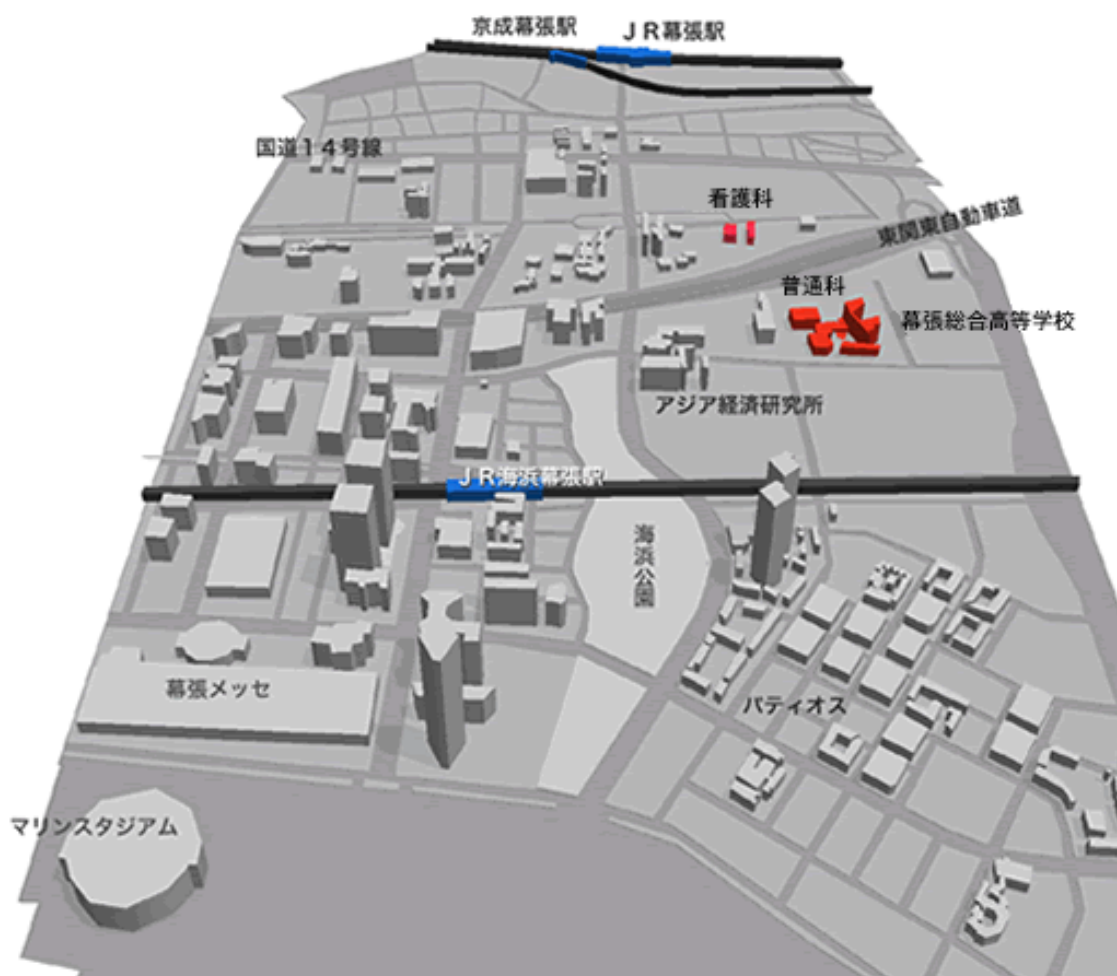 京成幕張駅
ＪＲ幕張駅
国道１４号線
看護科
東関東自動車道
普通科
幕張総合高等学校
アジア経済研究所
ＪＲ海浜幕張駅
海浜公園
幕張メッセ
パティオス
マリンスタジアム